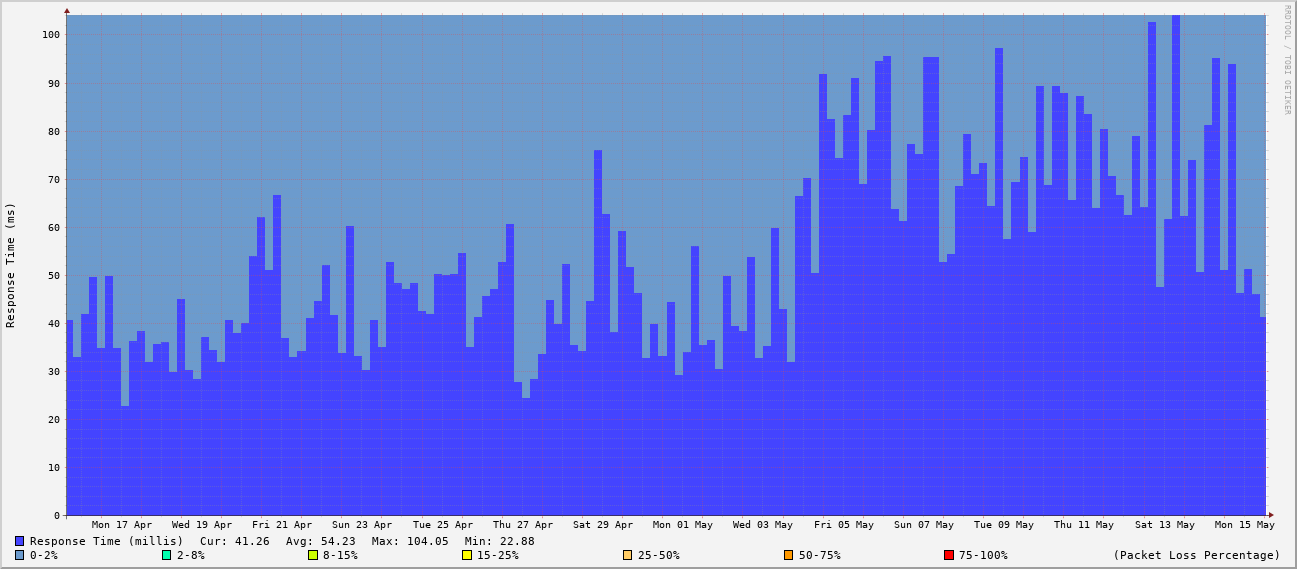 RRDTOOL / TOBI OETIKER
Response Time (ms)
100
90
80
70
60
50
40
30
20
10
0
Mon 17 Apr Wed 19 Apr Fri 21 Apr Sun 23 Apr Tue 25 Apr Thu 27 Apr Sat 29 Apr Mon 01 May Wed 03 May Fri 05 May Sun 07 May Tue 09 May Thu 11 May Sat 13 May Mon 15 May
Response Time (millis) Cur: 41.26 Avg: 54.23 Max: 104.05 Min: 22.88
0-2% 2-8% 8-15% 15-25% 25-50% 50-75% 75-100% (Packet Loss Percentage)